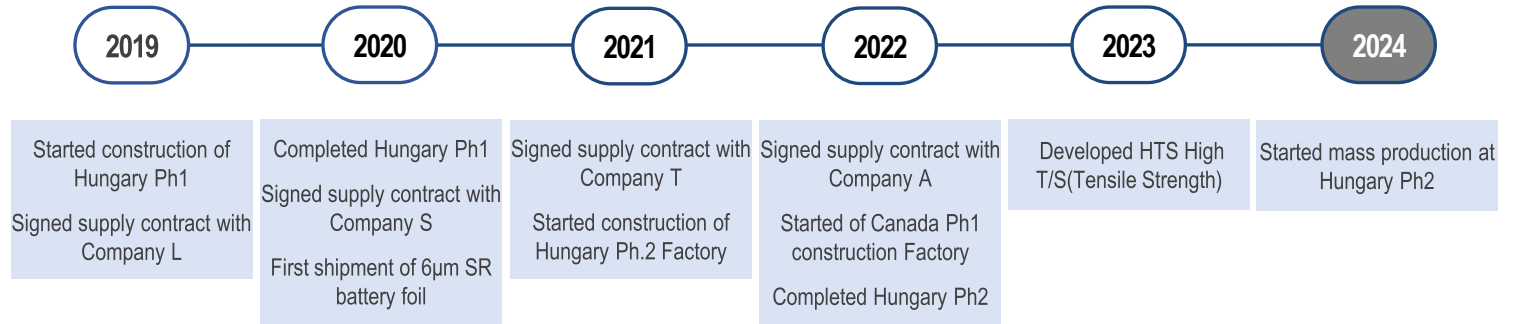 2019
2020
2021
2022
2023
2024
Started construction of
Hungary Ph1
Signed supply contract with
Company L
Completed Hungary Ph1
Signed supply contract with
Company S
First shipment of 6μm SR
battery foil
Signed supply contract with
Company T
Started construction of
Hungary Ph.2 Factory
Signed supply contract with
Company A
Started of Canada Ph1
construction Factory
Completed Hungary Ph2
Developed HTS High
T/S(Tensile Strength)
Started mass production at
Hungary Ph2